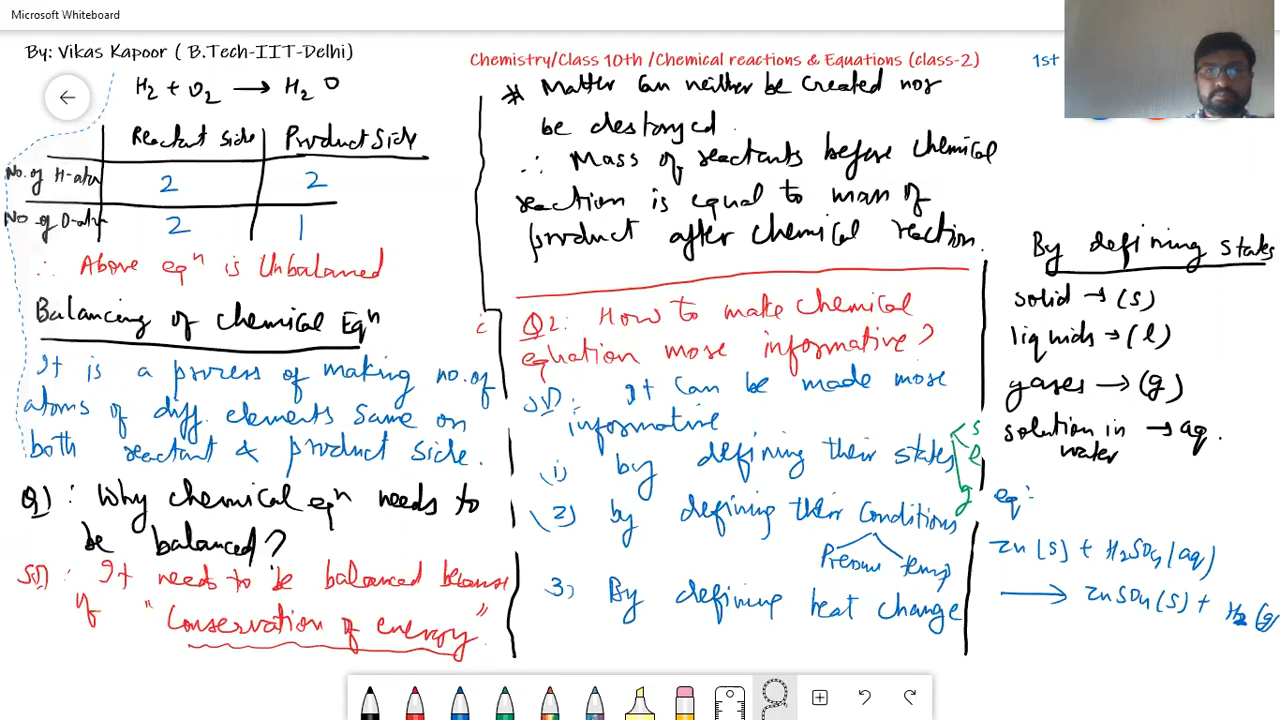 Microsoft Whiteboard
By: Vikas Kapoor ( B.Tech-IIT-Delhi)
Chemistry/Class 10th /Chemical reactions & Equations (class-2)
1st
H2 + O2 → H2 O
Reactant Side Product Side
No. of H-atom 2 2
No of O-atom 2 1
∴ Above eqn is Unbalanced
Balancing of chemical Eqn
It is a process of making no. of
atoms of diff. elements same on
both reactant & product side.
Q1: Why chemical eqn needs to
be balanced?
Sol: It needs to be balanced because
of "Conservation of energy".
* Matter can neither be created nor
be destoryed.
∴ Mass of reactants before chemical
reaction is equal to mass of
product after chemical reaction.
Q2: How to make chemical
equation more informative?
Sol: It can be made more
informative
(1) by defining their states s
l
g
(2) by defining their conditions
Pressure temp
3) By defining heat change
By defining states
solid → (s)
liquids → (l)
gases → (g)
solution in → aq.
water
eq:
Zn (s) + H2SO4 (aq)
→ ZnSO4 (s) + H2 (g)